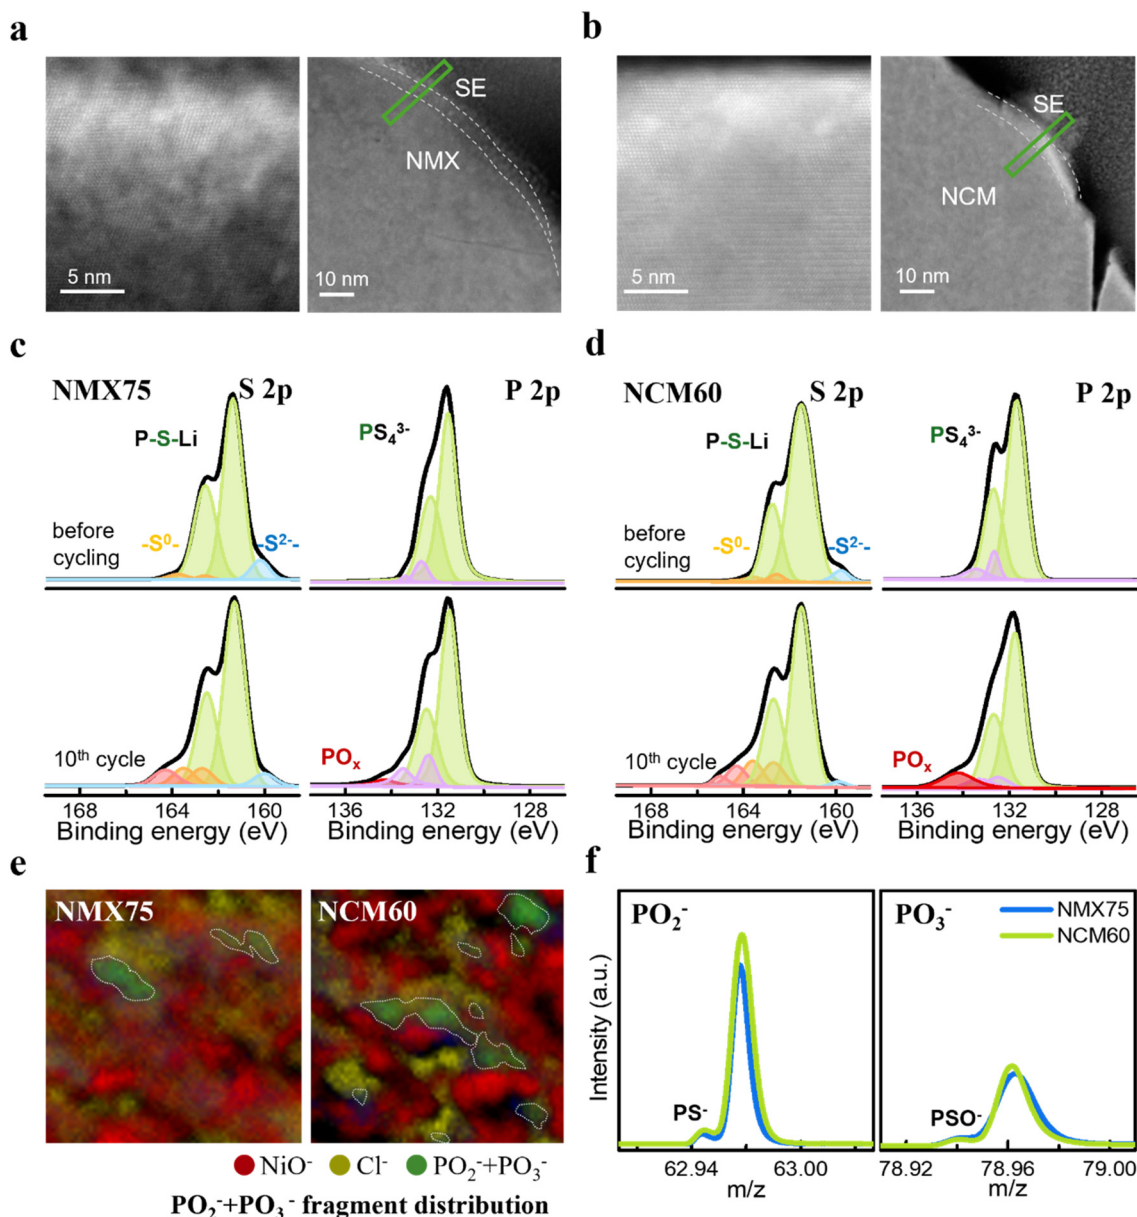 a
b
SE
NMX
5 nm
10 nm
SE
NCM
5 nm
10 nm
c
d
NMX75
S 2p
P 2p
P-S-Li
PS₄³⁻
before
cycling
-S⁰-
-S²⁻-
10ᵗʰ cycle
POₓ
168 164 160
136 132 128
Binding energy (eV)
Binding energy (eV)
NCM60
S 2p
P 2p
P-S-Li
PS₄³⁻
before
cycling
-S⁰-
-S²⁻-
10ᵗʰ cycle
POₓ
168 164 160
136 132 128
Binding energy (eV)
Binding energy (eV)
e
f
NMX75
NCM60
NiO⁻ Cl⁻ PO₂⁻+PO₃⁻
PO₂⁻+PO₃⁻ fragment distribution
PO₂⁻
PO₃⁻
NMX75
NCM60
Intensity (a.u.)
PS⁻
PSO⁻
62.94 63.00
78.92 78.96 79.00
m/z
m/z